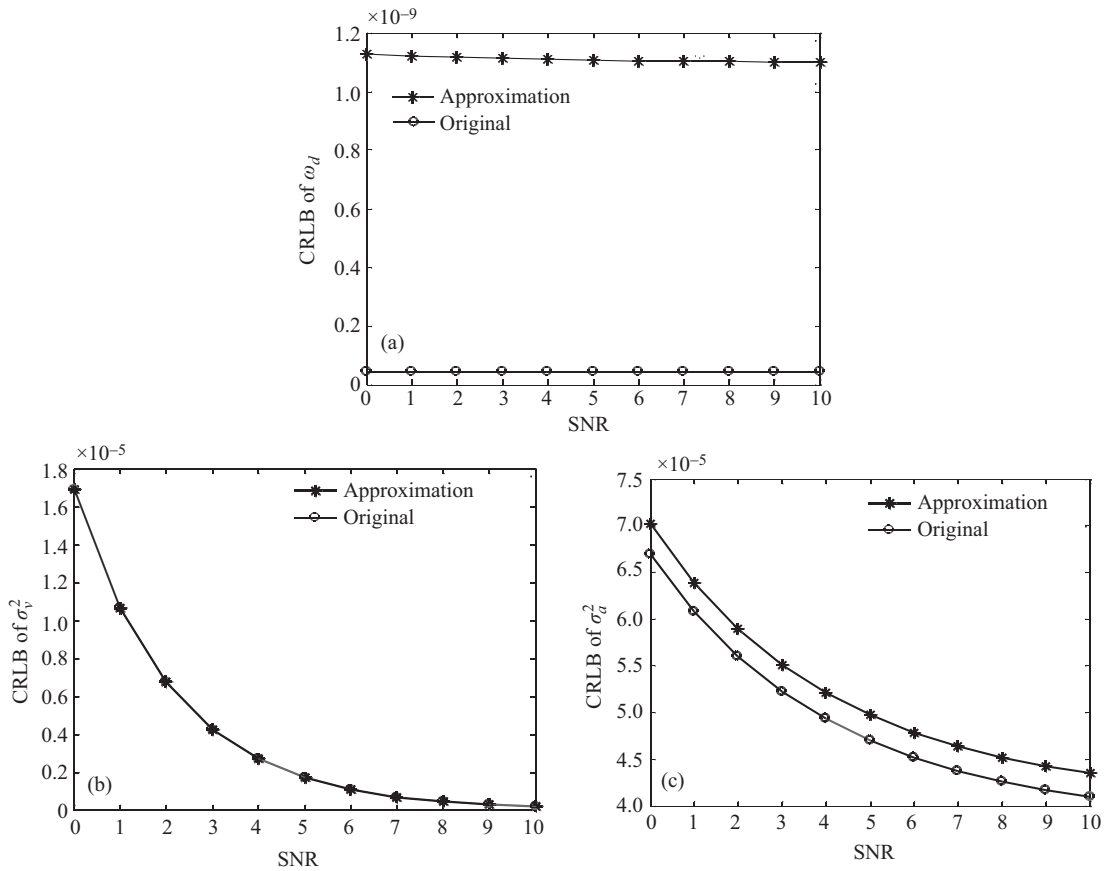 ×10⁻⁹
1.2
1.0
0.8
0.6
0.4
0.2
0
CRLB of ω_d
Approximation
Original
(a)
0 1 2 3 4 5 6 7 8 9 10
SNR
×10⁻⁵
1.8
1.6
1.4
1.2
1.0
0.8
0.6
0.4
0.2
0
CRLB of σ_v²
Approximation
Original
(b)
0 1 2 3 4 5 6 7 8 9 10
SNR
×10⁻⁵
7.5
7.0
6.5
6.0
5.5
5.0
4.5
4.0
CRLB of σ_a²
Approximation
Original
(c)
0 1 2 3 4 5 6 7 8 9 10
SNR